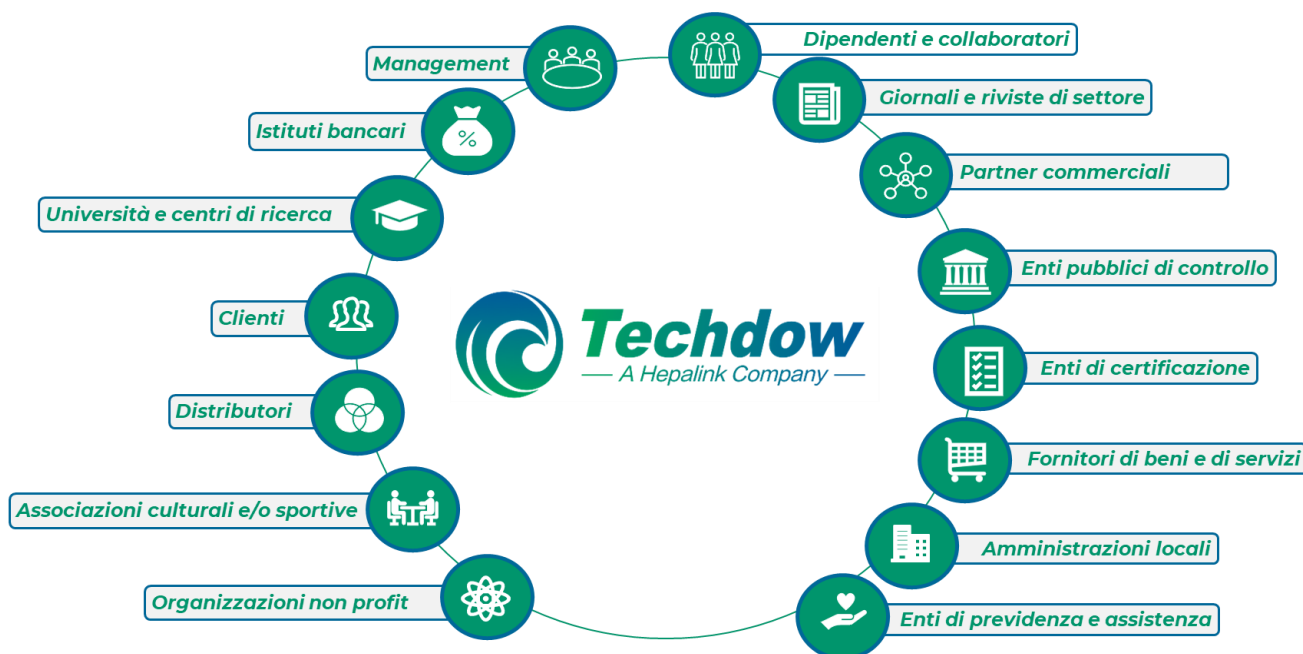 Dipendenti e collaboratori
Management
Giornali e riviste di settore
Istituti bancari
%
Partner commerciali
Università e centri di ricerca
Enti pubblici di controllo
Clienti
Techdow
A Hepalink Company
Enti di certificazione
Distributori
Fornitori di beni e di servizi
Associazioni culturali e/o sportive
Amministrazioni locali
Organizzazioni non profit
Enti di previdenza e assistenza